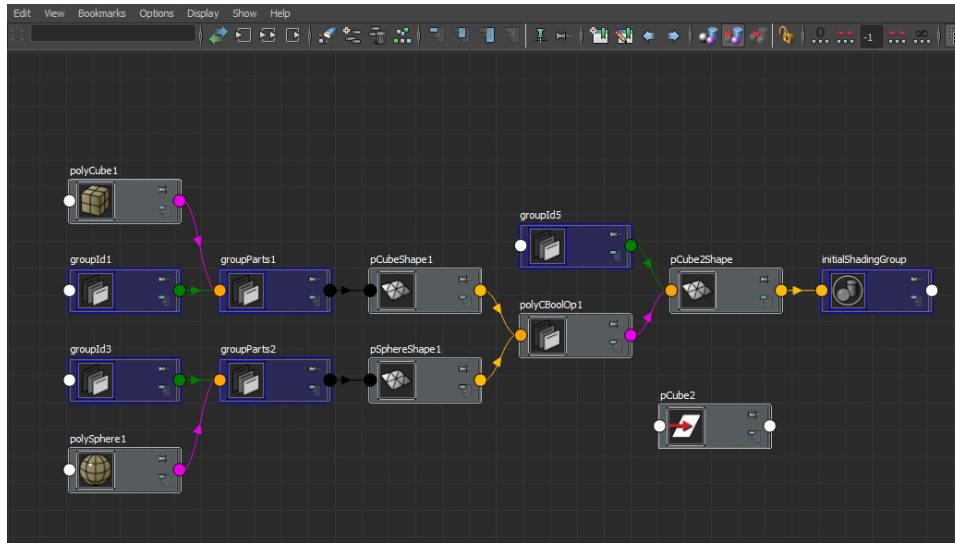 Edit View Bookmarks Options Display Show Help
-1
polyCube1
groupId5
groupId1 groupParts1 pCubeShape1 pCube2Shape initialShadingGroup
polyCBoolOp1
groupId3 groupParts2 pSphereShape1
pCube2
polySphere1